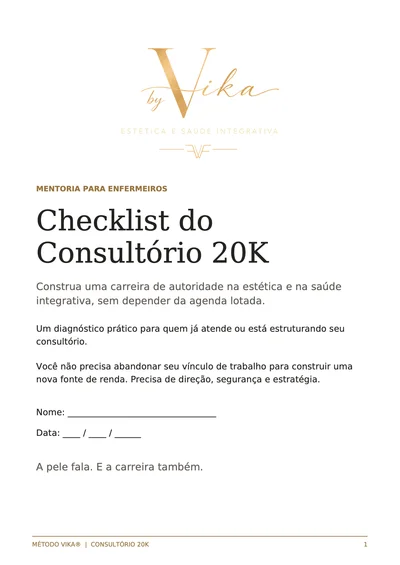 by Vika
ESTÉTICA E SAÚDE INTEGRATIVA
MENTORIA PARA ENFERMEIROS
Checklist do
Consultório 20K
Construa uma carreira de autoridade na estética e na saúde
integrativa, sem depender da agenda lotada.
Um diagnóstico prático para quem já atende ou está estruturando seu
consultório.
Você não precisa abandonar seu vínculo de trabalho para construir uma
nova fonte de renda. Precisa de direção, segurança e estratégia.
Nome: ________________________________
Data: ____ / ____ / ______
A pele fala. E a carreira também.
MÉTODO VIKA® | CONSULTÓRIO 20K 1